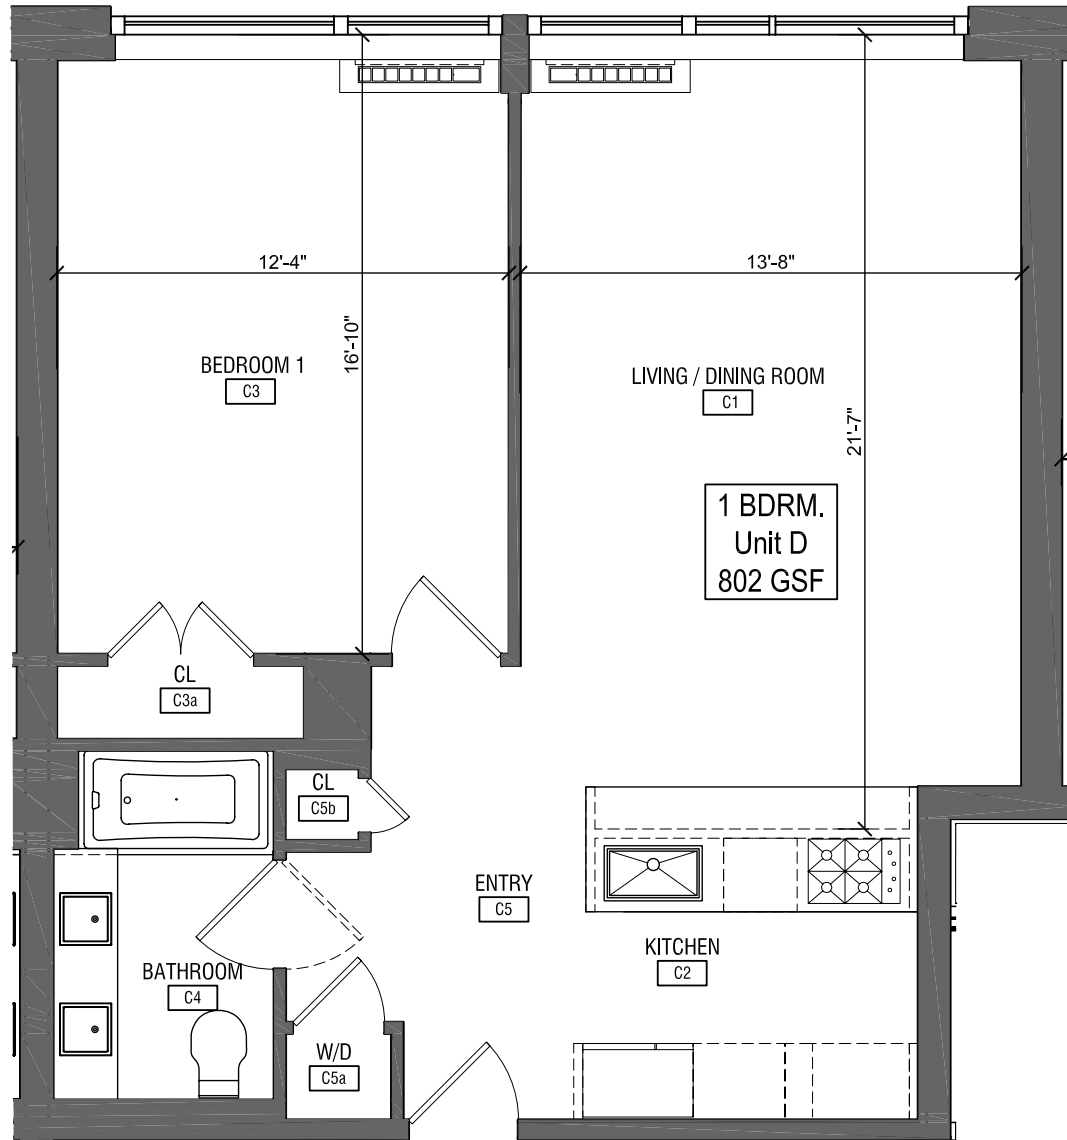 12'-4"
13'-8"
16'-10"
BEDROOM 1
C3
LIVING / DINING ROOM
C1
21'-7"
1 BDRM.
Unit D
802 GSF
CL
C3a
CL
C5b
ENTRY
C5
KITCHEN
C2
BATHROOM
C4
W/D
C5a